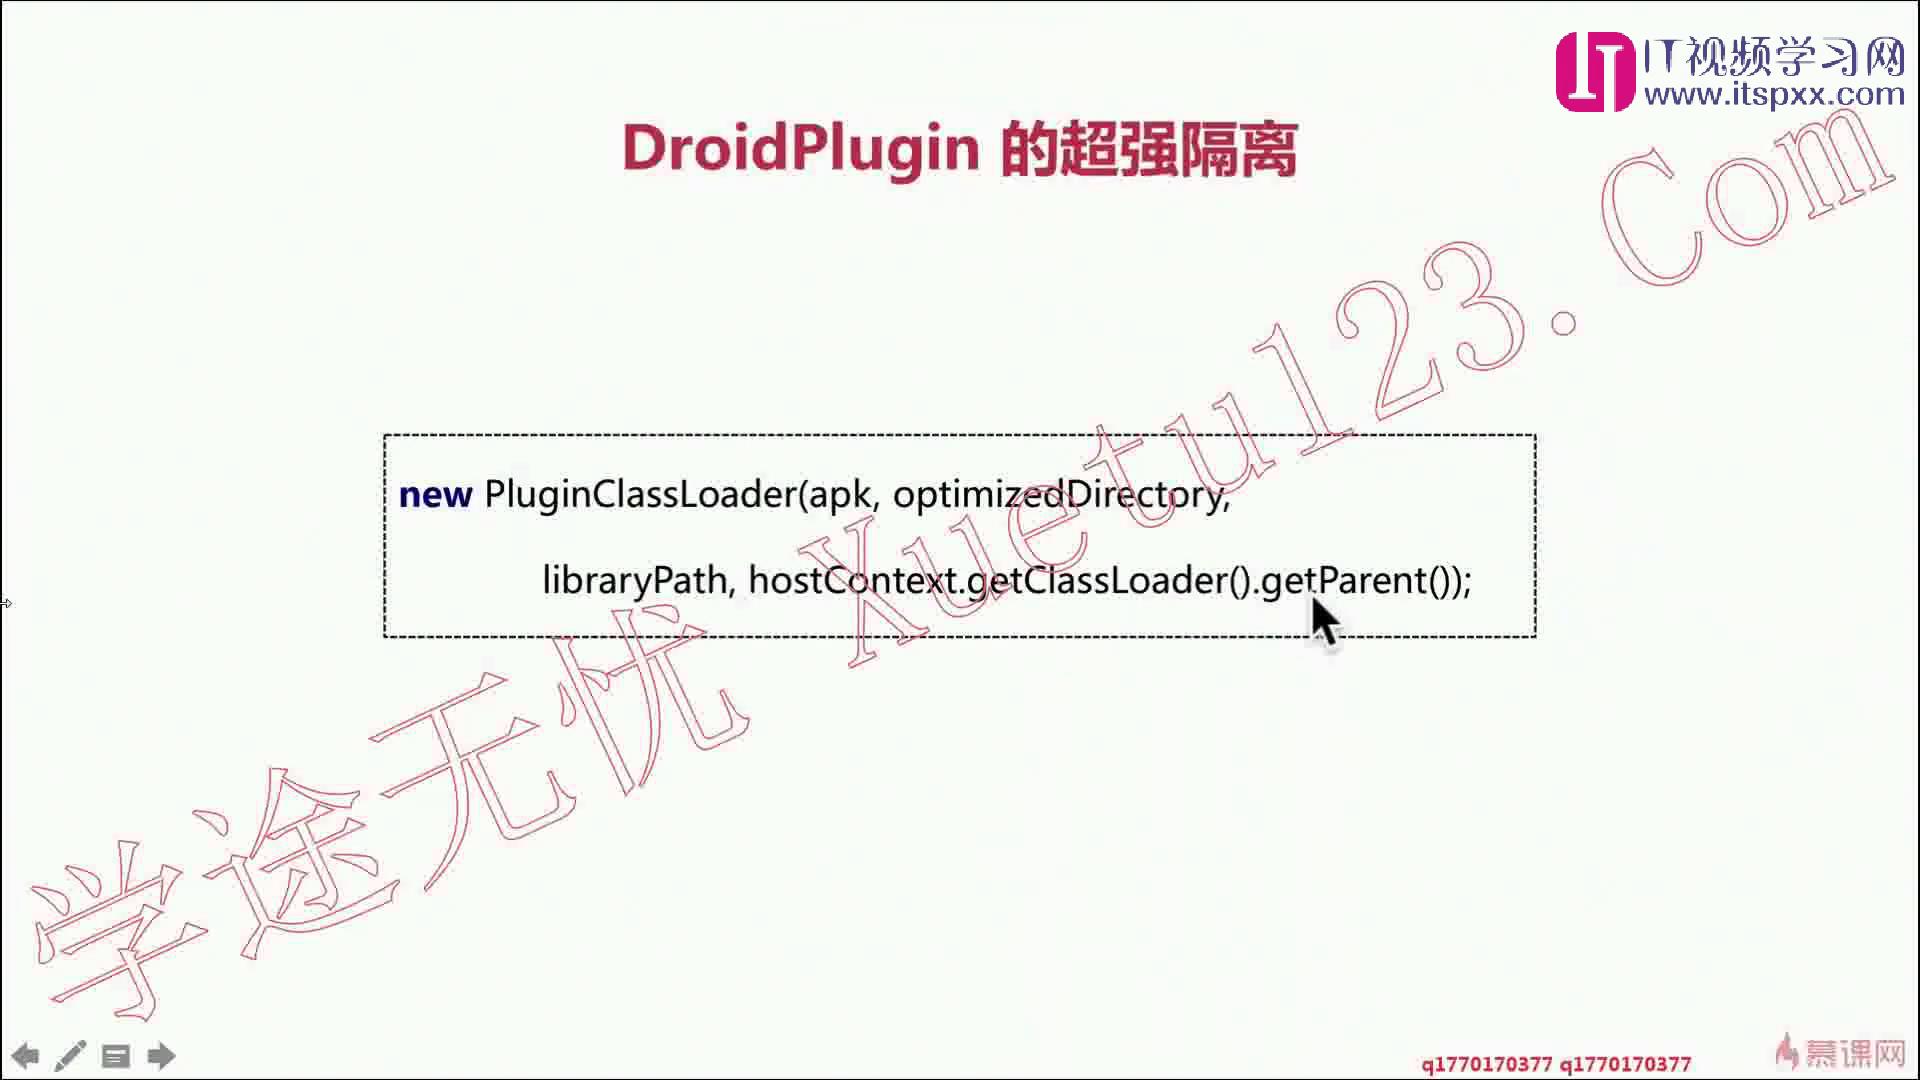 IT视频学习网
www.itspxx.com
DroidPlugin 的超强隔离
new PluginClassLoader(apk, optimizedDirectory,
libraryPath, hostContext.getClassLoader().getParent());
学途无忧 Xuetu123.Com
q1770170377 q1770170377
慕课网